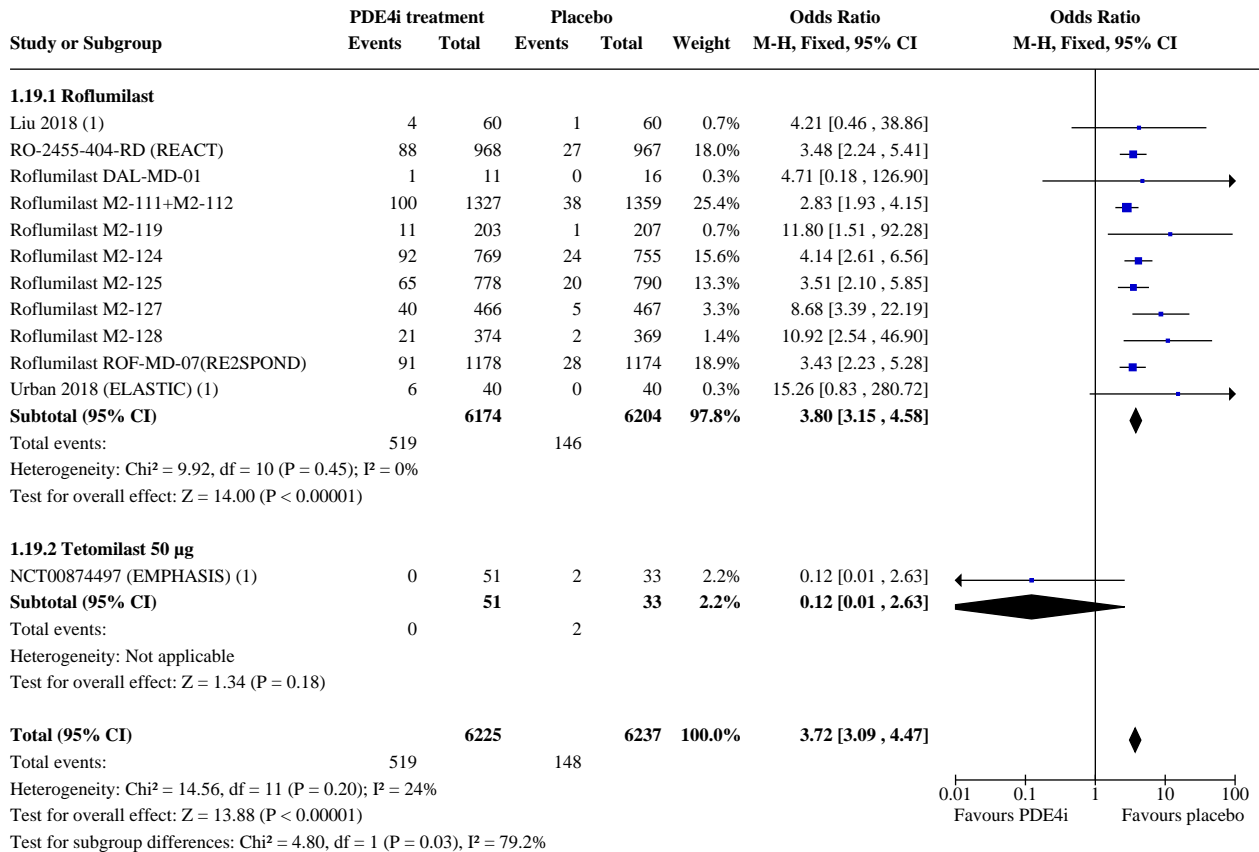 PDE4i treatment Placebo Odds Ratio Odds Ratio
Study or Subgroup Events Total Events Total Weight M-H, Fixed, 95% CI M-H, Fixed, 95% CI
1.19.1 Roflumilast
Liu 2018 (1) 4 60 1 60 0.7% 4.21 [0.46 , 38.86]
RO-2455-404-RD (REACT) 88 968 27 967 18.0% 3.48 [2.24 , 5.41]
Roflumilast DAL-MD-01 1 11 0 16 0.3% 4.71 [0.18 , 126.90]
Roflumilast M2-111+M2-112 100 1327 38 1359 25.4% 2.83 [1.93 , 4.15]
Roflumilast M2-119 11 203 1 207 0.7% 11.80 [1.51 , 92.28]
Roflumilast M2-124 92 769 24 755 15.6% 4.14 [2.61 , 6.56]
Roflumilast M2-125 65 778 20 790 13.3% 3.51 [2.10 , 5.85]
Roflumilast M2-127 40 466 5 467 3.3% 8.68 [3.39 , 22.19]
Roflumilast M2-128 21 374 2 369 1.4% 10.92 [2.54 , 46.90]
Roflumilast ROF-MD-07(RE2SPOND) 91 1178 28 1174 18.9% 3.43 [2.23 , 5.28]
Urban 2018 (ELASTIC) (1) 6 40 0 40 0.3% 15.26 [0.83 , 280.72]
Subtotal (95% CI) 6174 6204 97.8% 3.80 [3.15 , 4.58]
Total events: 519 146
Heterogeneity: Chi² = 9.92, df = 10 (P = 0.45); I² = 0%
Test for overall effect: Z = 14.00 (P < 0.00001)
1.19.2 Tetomilast 50 µg
NCT00874497 (EMPHASIS) (1) 0 51 2 33 2.2% 0.12 [0.01 , 2.63]
Subtotal (95% CI) 51 33 2.2% 0.12 [0.01 , 2.63]
Total events: 0 2
Heterogeneity: Not applicable
Test for overall effect: Z = 1.34 (P = 0.18)
Total (95% CI) 6225 6237 100.0% 3.72 [3.09 , 4.47]
Total events: 519 148
Heterogeneity: Chi² = 14.56, df = 11 (P = 0.20); I² = 24%
0.01 0.1 1 10 100
Test for overall effect: Z = 13.88 (P < 0.00001) Favours PDE4i Favours placebo
Test for subgroup differences: Chi² = 4.80, df = 1 (P = 0.03), I² = 79.2%